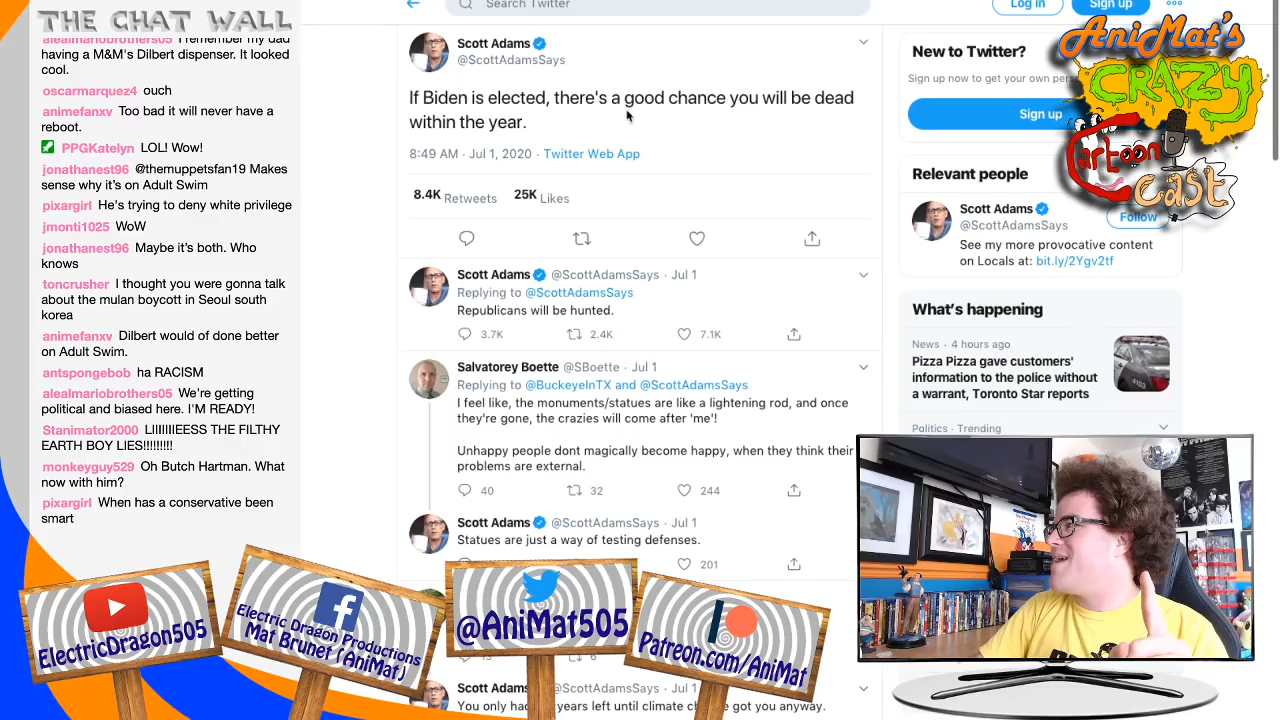 THE CHAT WALL
alealmariobrothers05 I remember my dad
having a M&M's Dilbert dispenser. It looked
cool.
oscarmarquez4 ouch
animefanxv Too bad it will never have a
reboot.
PPGKatelyn LOL! Wow!
jonathanest96 @themuppetsfan19 Makes
sense why it's on Adult Swim
pixargirl He's trying to deny white privilege
jmonti1025 WoW
jonathanest96 Maybe it's both. Who
knows
toncrusher I thought you were gonna talk
about the mulan boycott in Seoul south
korea
animefanxv Dilbert would of done better
on Adult Swim.
antspongebob ha RACISM
alealmariobrothers05 We're getting
political and biased here. I'M READY!
Stanimator2000 LIIIIIIIEESS THE FILTHY
EARTH BOY LIES!!!!!!!!!
monkeyguy529 Oh Butch Hartman. What
now with him?
pixargirl When has a conservative been
smart
Search Twitter
Log in
Sign up
Scott Adams
@ScottAdamsSays
If Biden is elected, there's a good chance you will be dead
within the year.
8:49 AM · Jul 1, 2020 · Twitter Web App
8.4K Retweets 25K Likes
Scott Adams @ScottAdamsSays · Jul 1
Replying to @ScottAdamsSays
Republicans will be hunted.
3.7K 2.4K 7.1K
Salvatorey Boette @SBoette · Jul 1
Replying to @BuckeyeInTX and @ScottAdamsSays
I feel like, the monuments/statues are like a lightening rod, and once
they're gone, the crazies will come after 'me'!
Unhappy people dont magically become happy, when they think their
problems are external.
40 32 244
Scott Adams @ScottAdamsSays · Jul 1
Statues are just a way of testing defenses.
201
@ScottAdamsSays · Jul 1
You only had years left until climate change got you anyway.
New to Twitter?
Sign up now to get your own
Sign up
Relevant people
Scott Adams
@ScottAdamsSays
Follow
See my more provocative content
on Locals at: bit.ly/2Ygv2tf
What's happening
News · 4 hours ago
Pizza Pizza gave customers'
information to the police without
a warrant, Toronto Star reports
Politics · Trending
AniMat's
CRAZY
Cartoon
Cast
ElectricDragon505
Electric Dragon Productions
Mat Brunet (AniMat)
@AniMat505
Patreon.com/AniMat